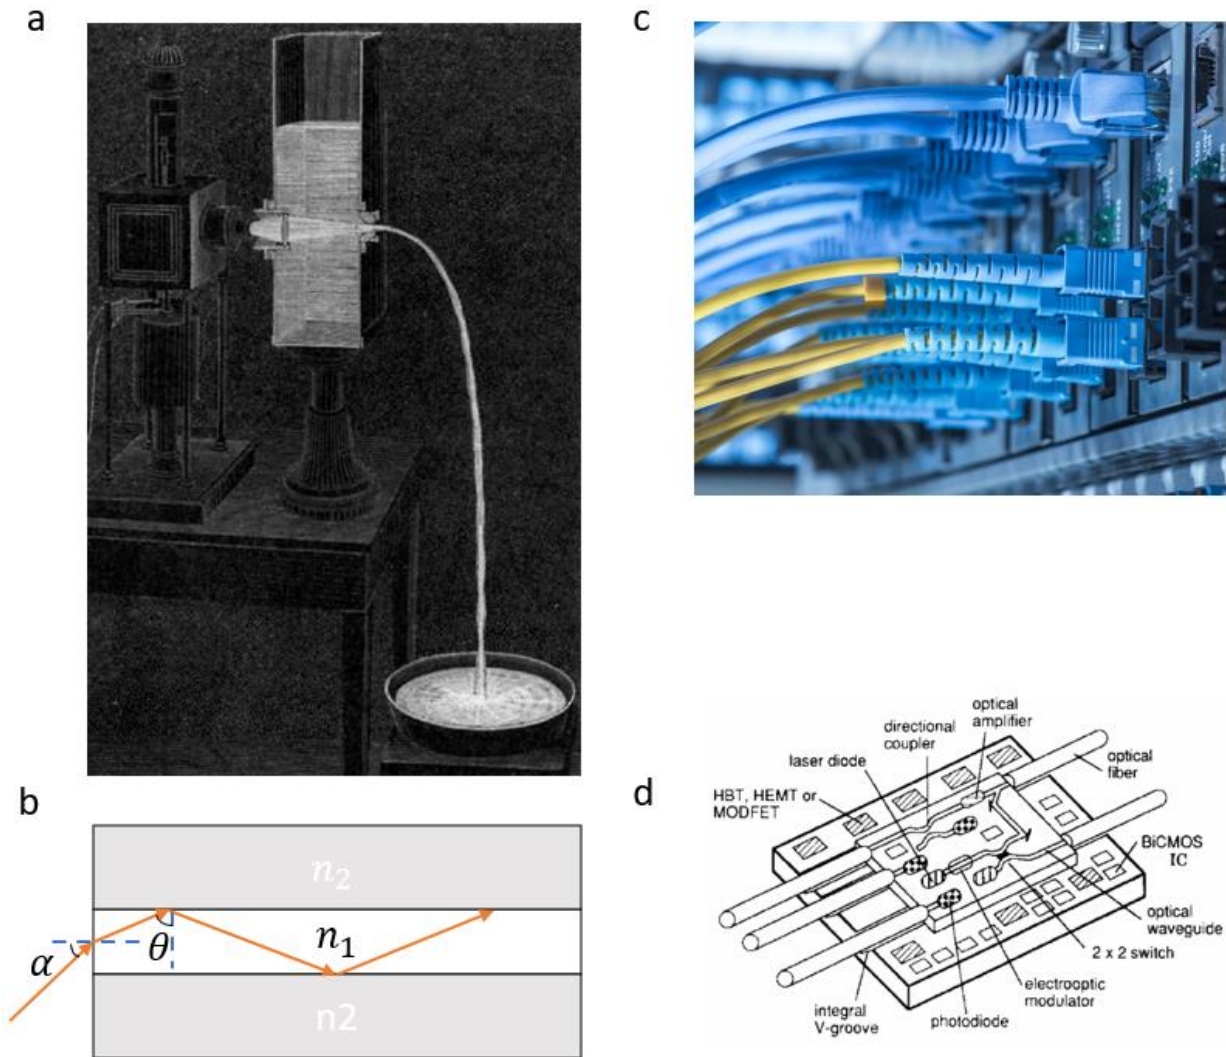 a
c
b
n₂
n₁
α
θ
n2
d
optical
amplifier
directional
coupler
laser diode
optical
fiber
HBT, HEMT or
MODFET
BiCMOS
IC
optical
waveguide
2 x 2 switch
electrooptic
modulator
integral
V-groove
photodiode